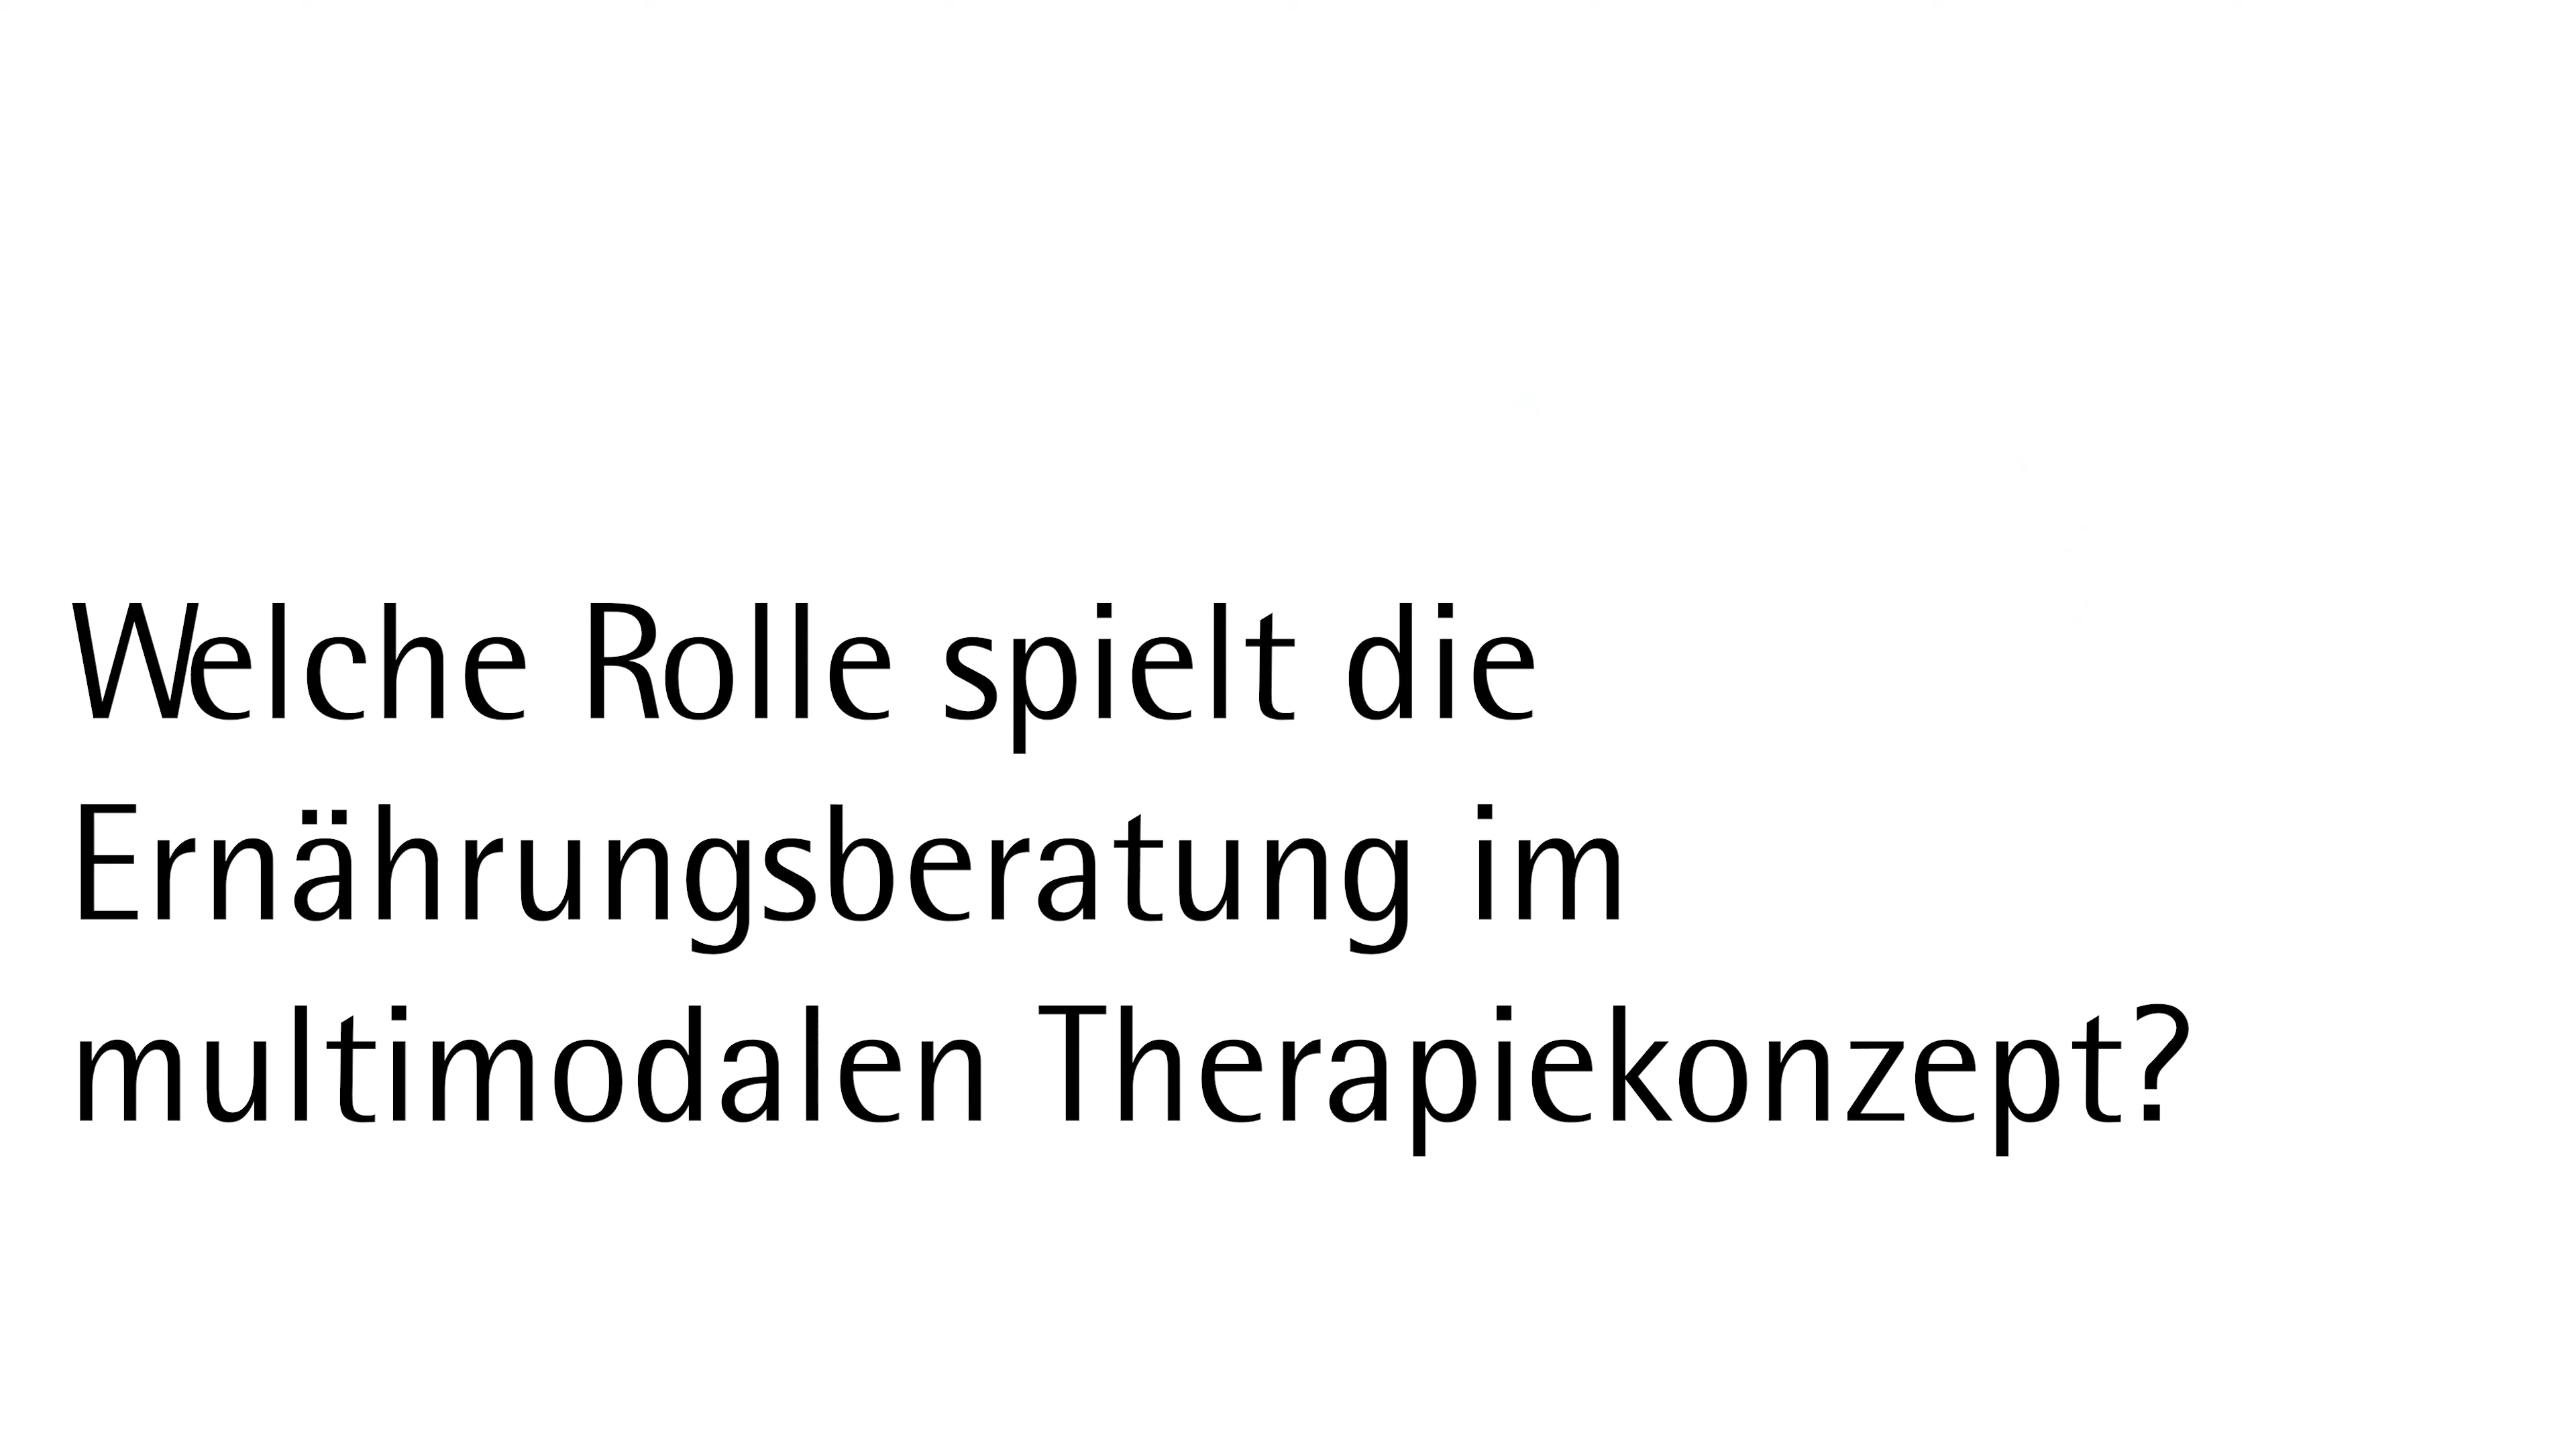 Welche Rolle spielt die
Ernährungsberatung im
multimodalen Therapiekonzept?